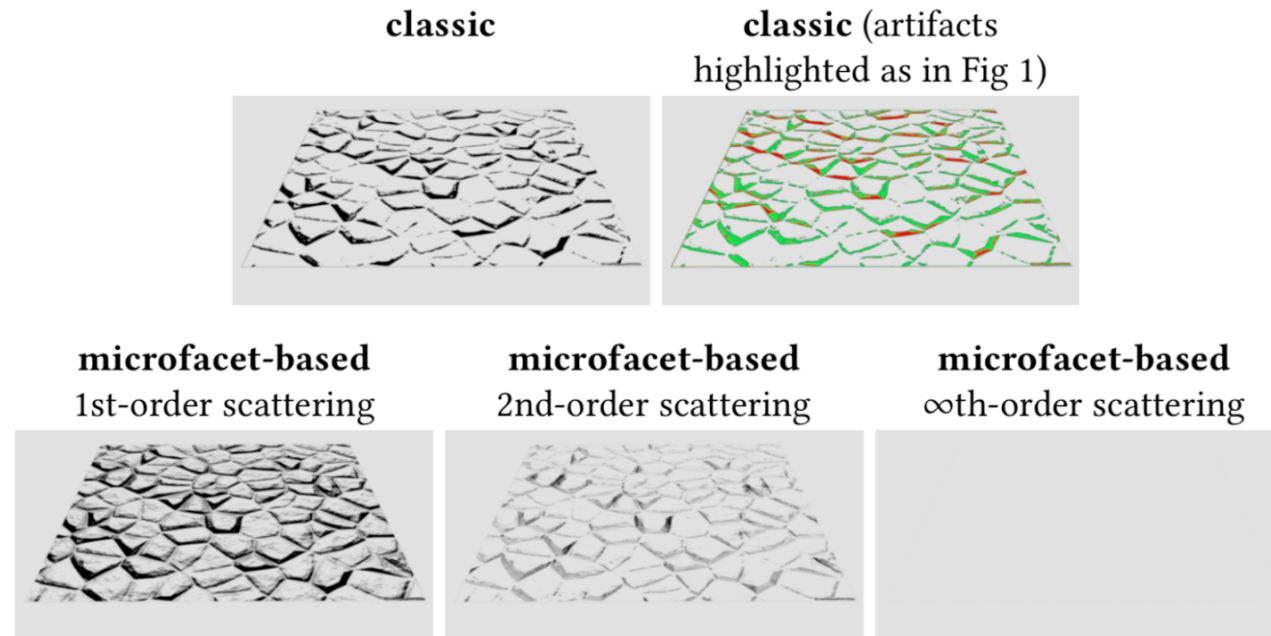 classic
classic (artifacts
highlighted as in Fig 1)
microfacet-based
1st-order scattering
microfacet-based
2nd-order scattering
microfacet-based
∞th-order scattering